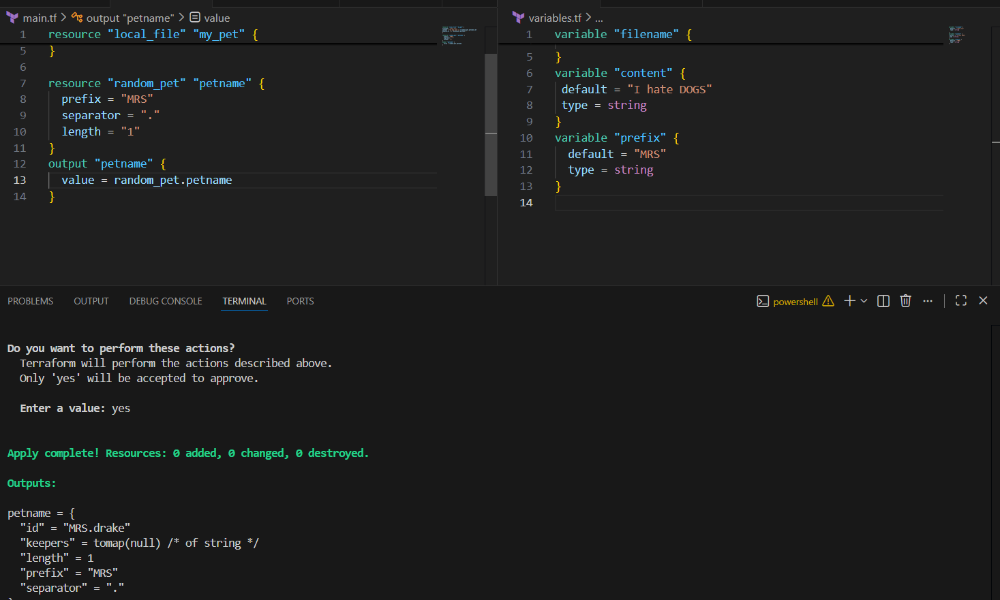 main.tf > output "petname" > value
1 resource "local_file" "my_pet" {
5 }
6
7 resource "random_pet" "petname" {
8 prefix = "MRS"
9 separator = "."
10 length = "1"
11 }
12 output "petname" {
13 value = random_pet.petname
14 }
variables.tf > ...
1 variable "filename" {
5 }
6 variable "content" {
7 default = "I hate DOGS"
8 type = string
9 }
10 variable "prefix" {
11 default = "MRS"
12 type = string
13 }
14
PROBLEMS OUTPUT DEBUG CONSOLE TERMINAL PORTS powershell
Do you want to perform these actions?
Terraform will perform the actions described above.
Only 'yes' will be accepted to approve.
Enter a value: yes
Apply complete! Resources: 0 added, 0 changed, 0 destroyed.
Outputs:
petname = {
"id" = "MRS.drake"
"keepers" = tomap(null) /* of string */
"length" = 1
"prefix" = "MRS"
"separator" = "."